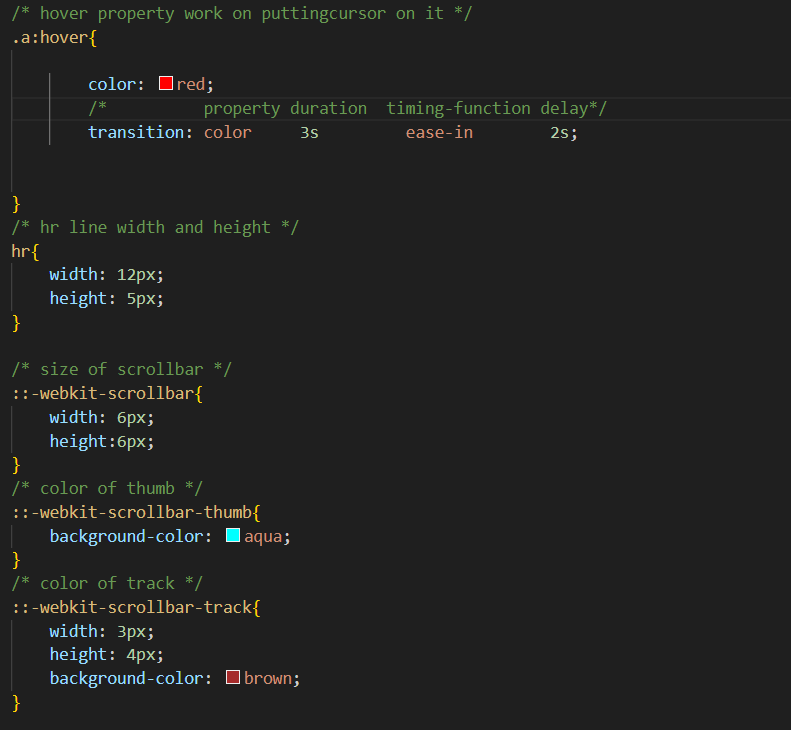 /* hover property work on puttingcursor on it */
.a:hover{
color: red;
/* property duration timing-function delay*/
transition: color 3s ease-in 2s;
}
/* hr line width and height */
hr{
width: 12px;
height: 5px;
}
/* size of scrollbar */
::-webkit-scrollbar{
width: 6px;
height:6px;
}
/* color of thumb */
::-webkit-scrollbar-thumb{
background-color: aqua;
}
/* color of track */
::-webkit-scrollbar-track{
width: 3px;
height: 4px;
background-color: brown;
}